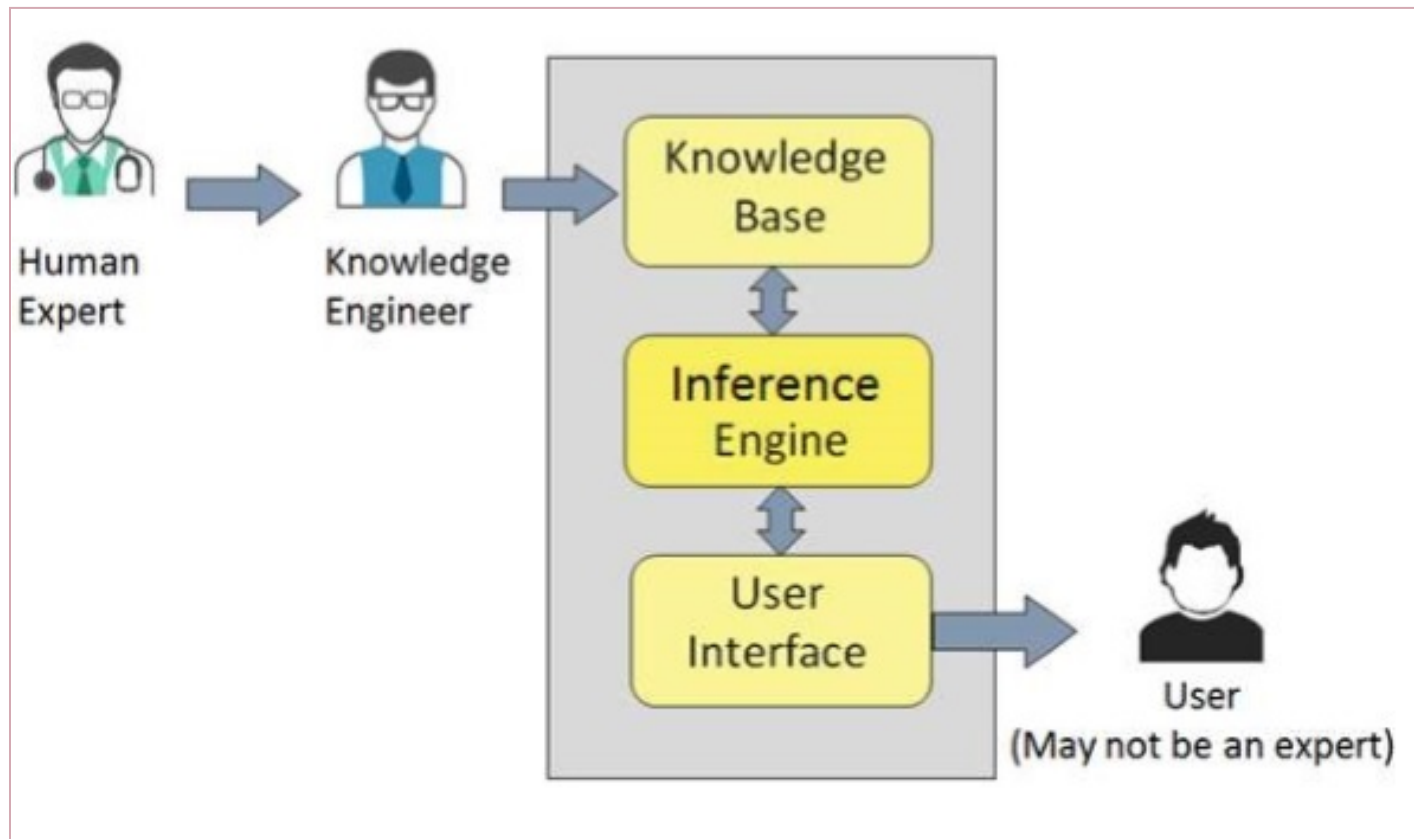 Human
Expert
Knowledge
Engineer
Knowledge
Base
Inference
Engine
User
Interface
User
(May not be an expert)